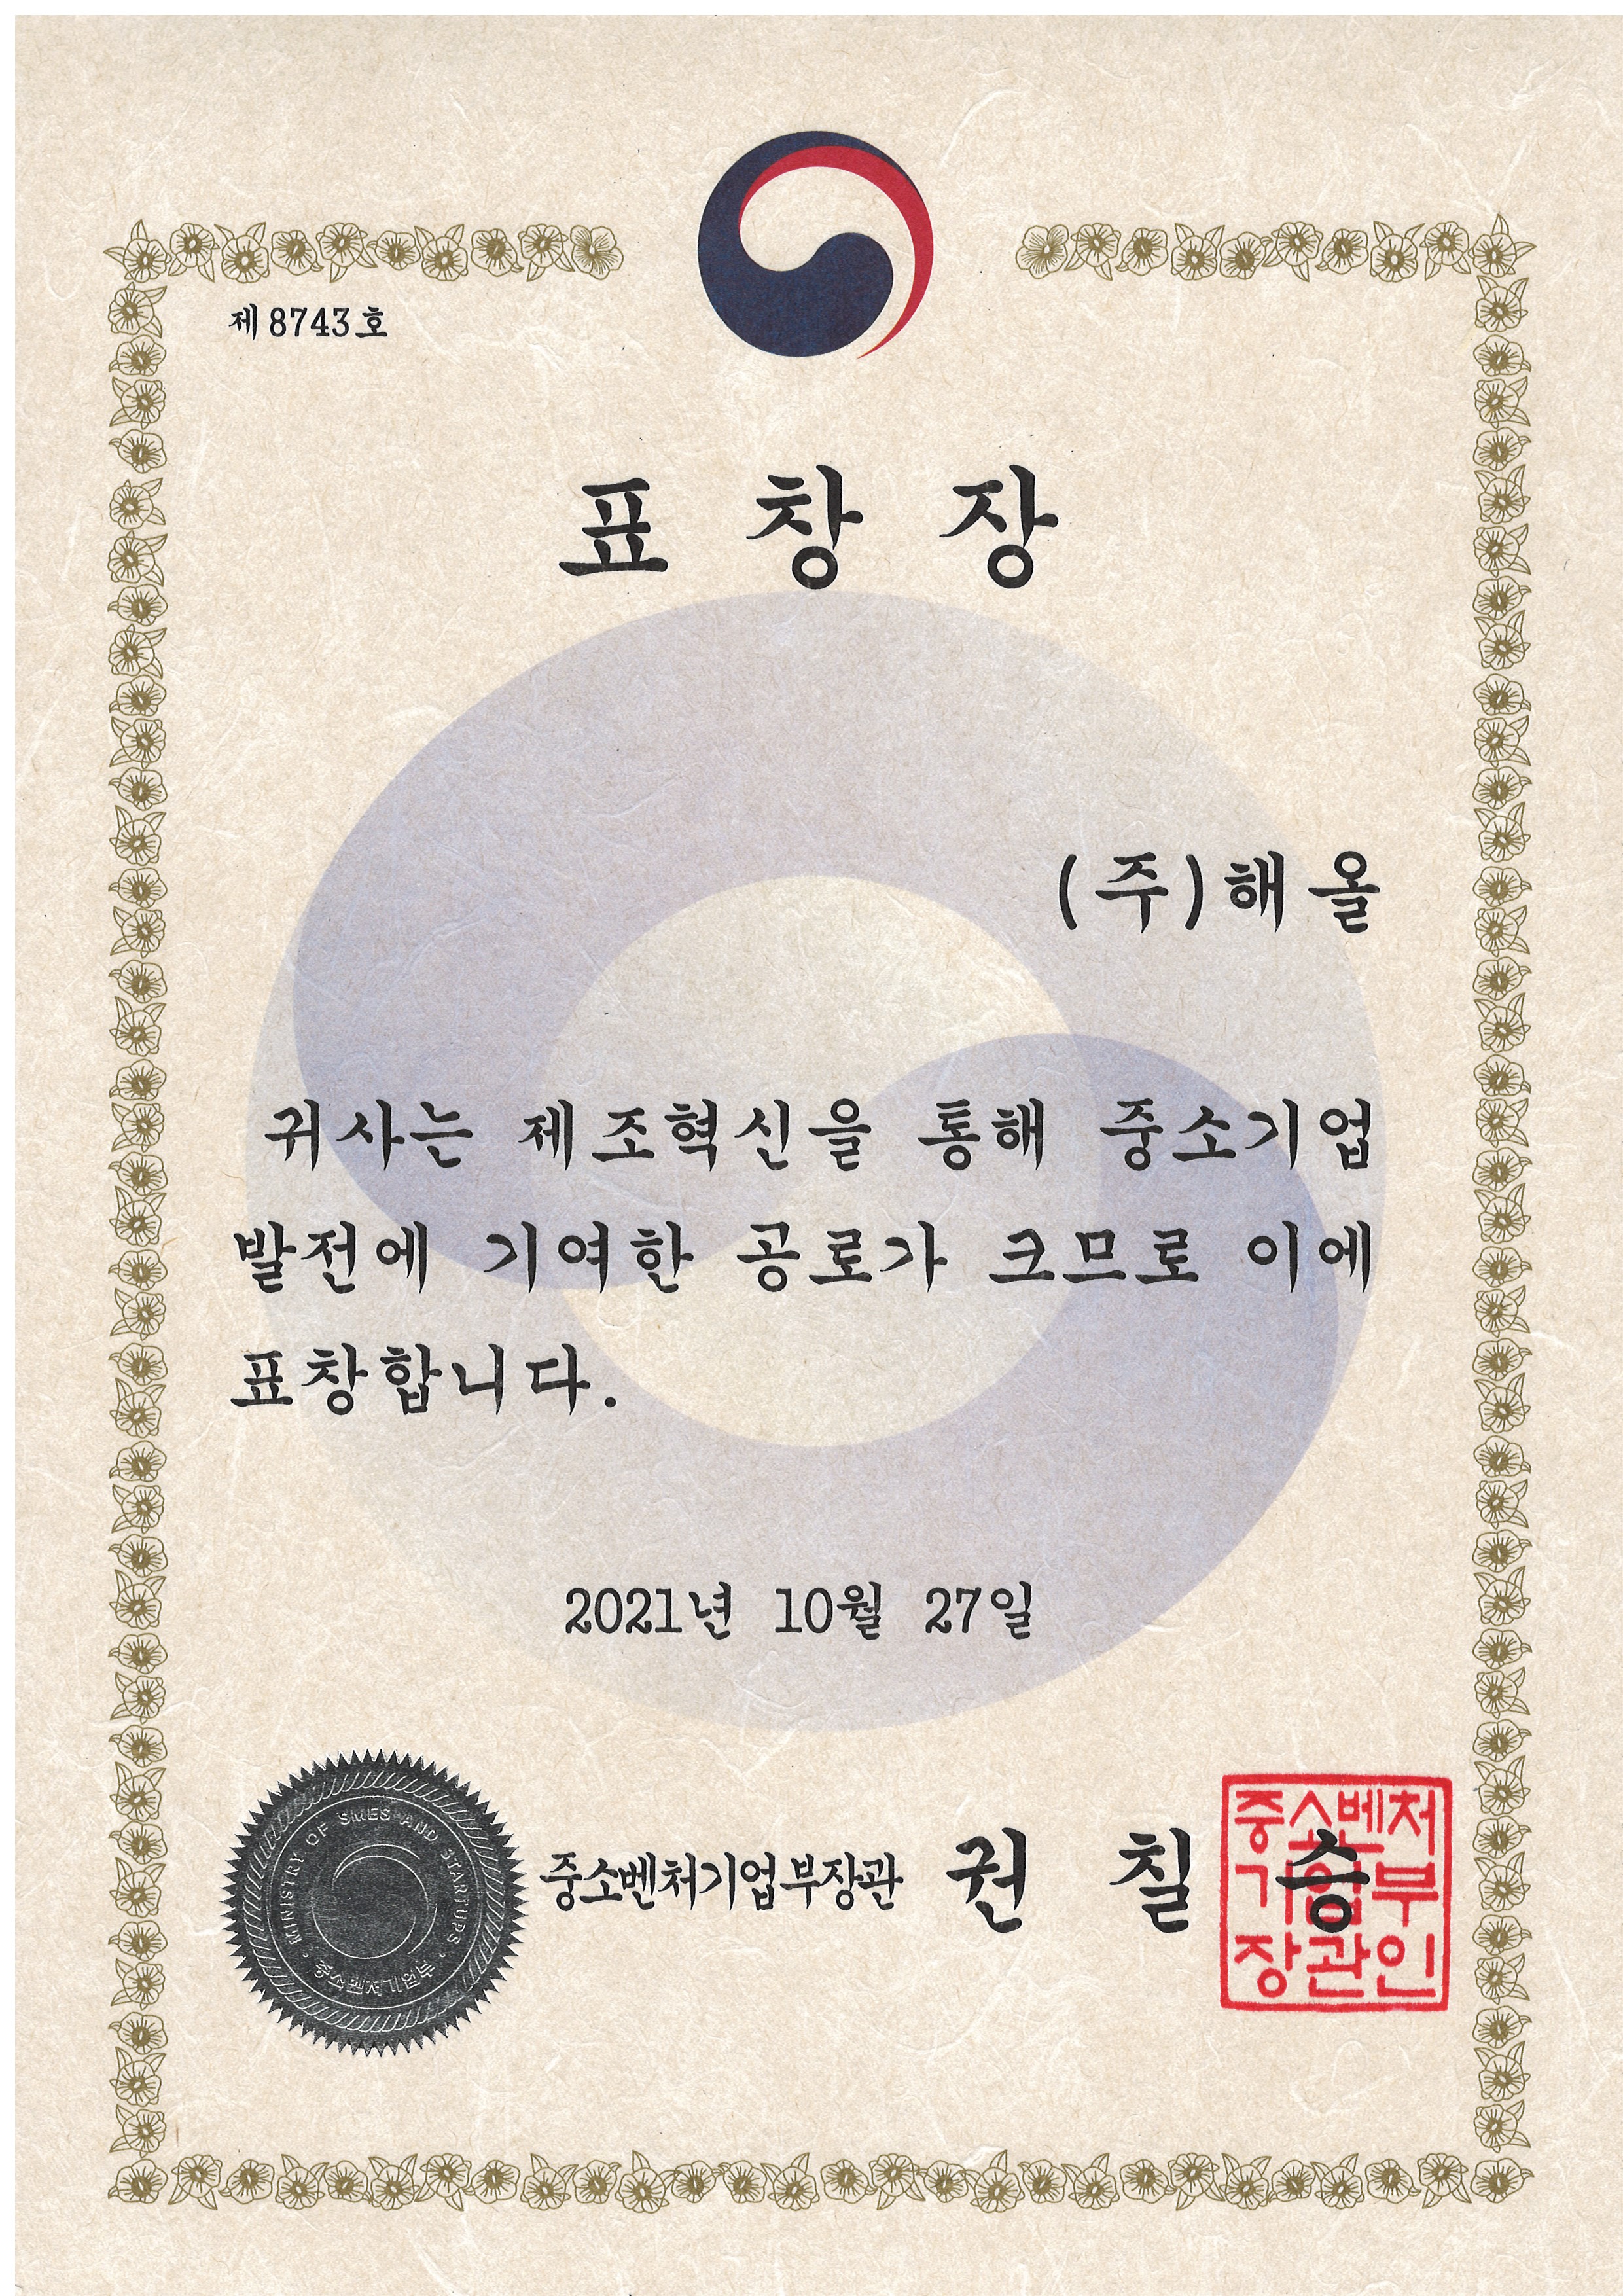 제 8743 호
표 창 장
(주)해올
귀사는 제조혁신을 통해 중소기업
발전에 기여한 공로가 크므로 이에
표창합니다.
2021년 10월 27일
중소벤처기업부장관 권 칠 승
중소벤처
기업부
장관인
MINISTRY OF SMES AND STARTUPS
중소벤처기업부